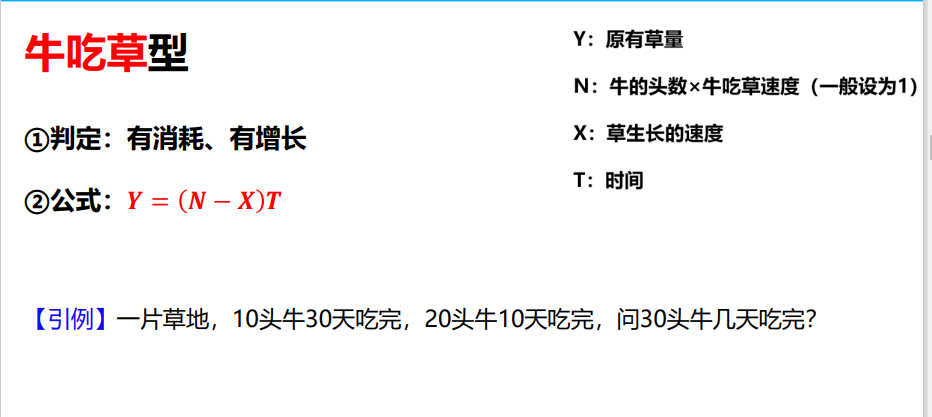 牛吃草型
①判定：有消耗、有增长
②公式：Y = (N − X)T
Y：原有草量
N：牛的头数×牛吃草速度（一般设为1）
X：草生长的速度
T：时间
【引例】一片草地，10头牛30天吃完，20头牛10天吃完，问30头牛几天吃完？